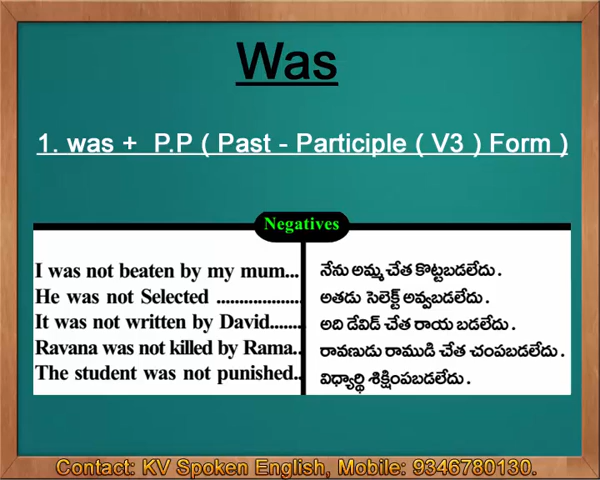 Was
1. was + P.P ( Past - Participle ( V3 ) Form )
Negatives
I was not beaten by my mum... నేను అమ్మ చేత కొట్టబడలేదు .
He was not Selected .................... అతడు సెలెక్ట్ అవ్వబడలేదు .
It was not written by David....... అది డేవిడ్ చేత రాయ బడలేదు .
Ravana was not killed by Rama.. రావణుడు రాముడి చేత చంపబడలేదు .
The student was not punished.. విధ్యార్థి శిక్షింపబడలేదు .
Contact: KV Spoken English, Mobile: 9346780130.